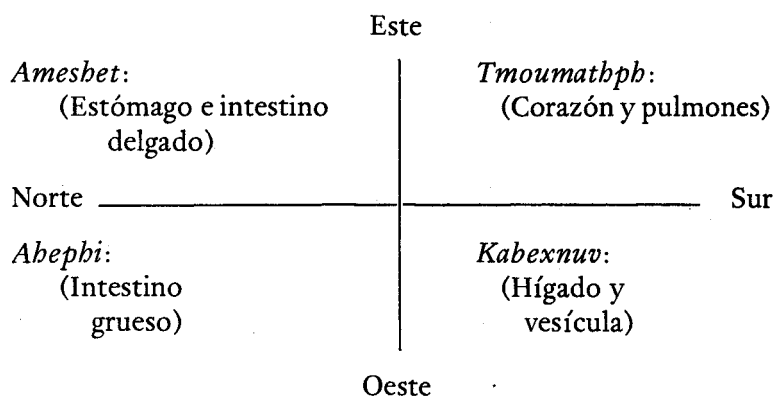 Este
Ameshet:
(Estómago e intestino
delgado)
Tmoumathph:
(Corazón y pulmones)
Norte
Sur
Ahephi:
(Intestino
grueso)
Kabexnuv:
(Hígado y
vesícula)
Oeste